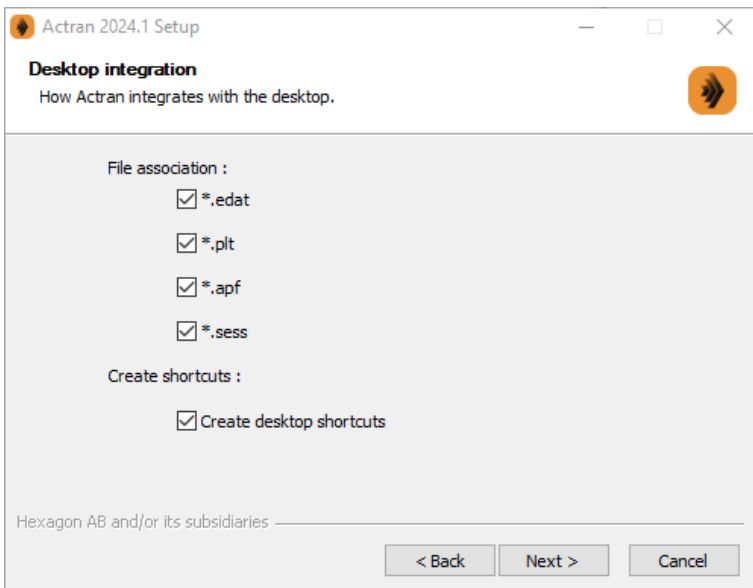 Actran 2024.1 Setup
Desktop integration
How Actran integrates with the desktop.
File association :
*.edat
*.plt
*.apf
*.sess
Create shortcuts :
Create desktop shortcuts
Hexagon AB and/or its subsidiaries
< Back Next > Cancel